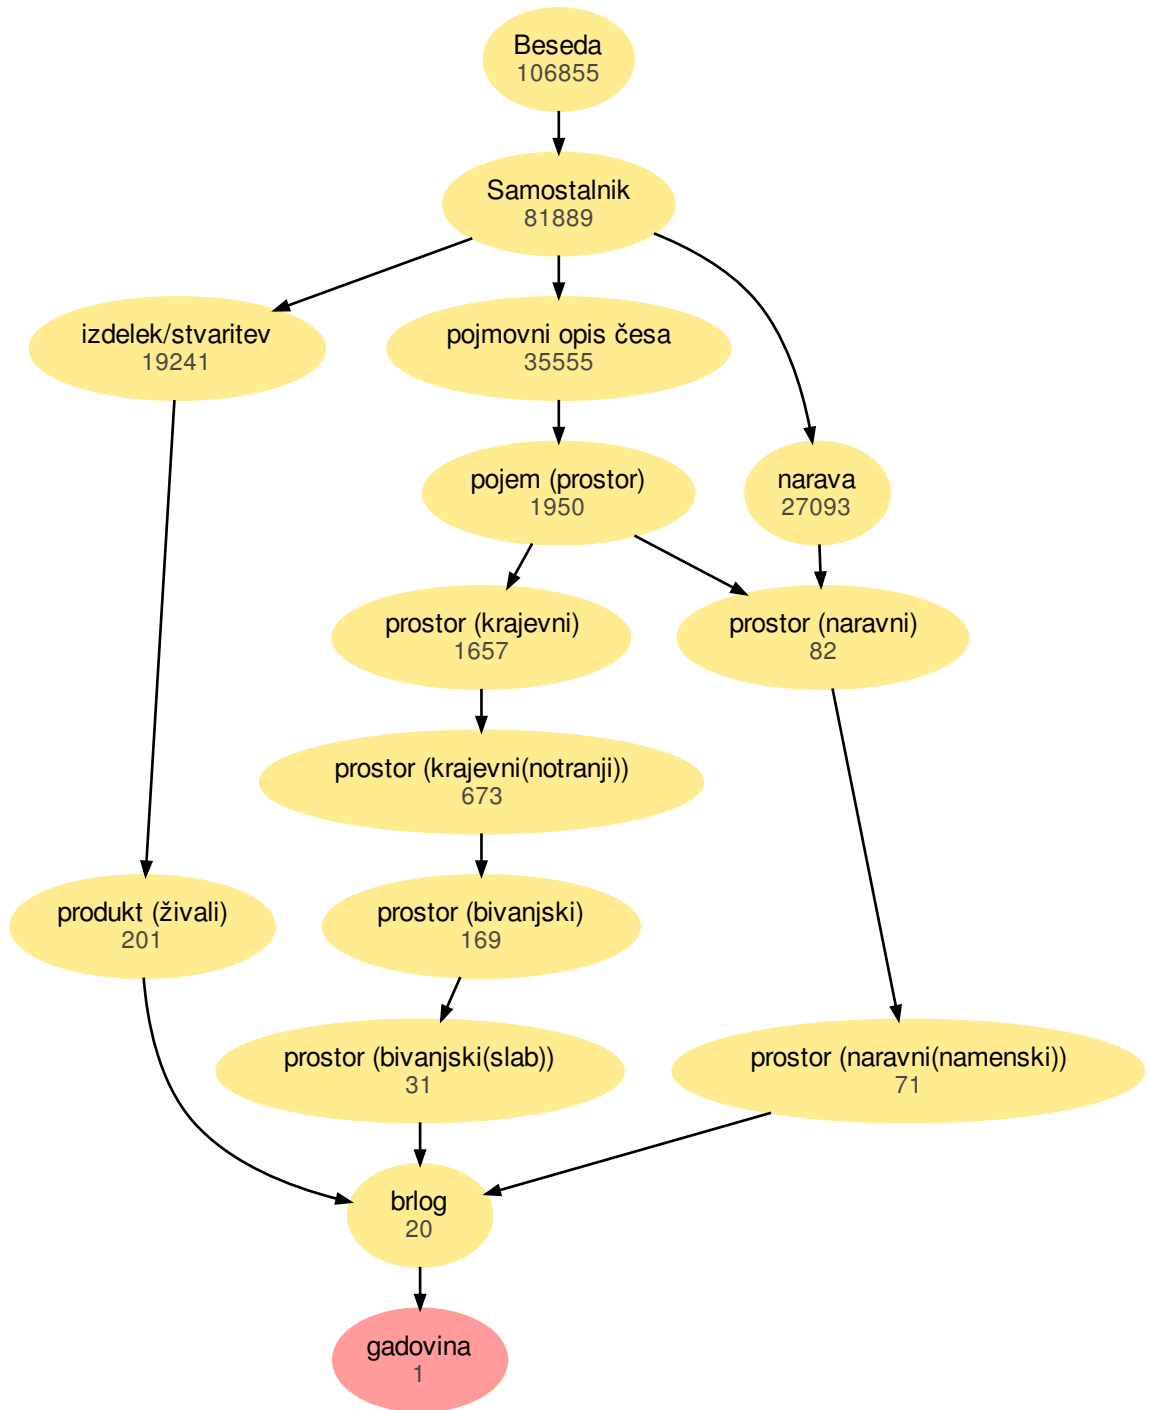 Beseda
106855
Samostalnik
81889
izdelek/stvaritev
19241
pojmovni opis česa
35555
pojem (prostor)
1950
narava
27093
prostor (krajevni)
1657
prostor (naravni)
82
prostor (krajevni(notranji))
673
produkt (živali)
201
prostor (bivanjski)
169
prostor (bivanjski(slab))
31
prostor (naravni(namenski))
71
brlog
20
gadovina
1